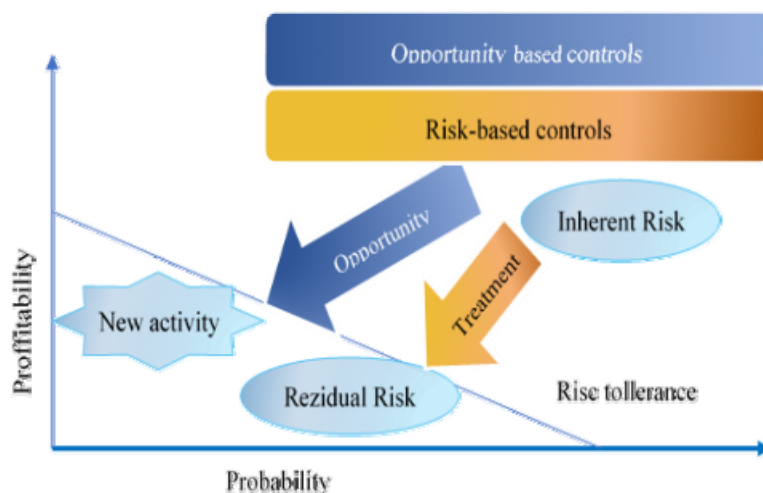 Opportunity based controls
Risk-based controls
Inherent Risk
Opportunity
Treatment
New activity
Rezidual Risk
Rise tollerance
Proffitability
Probability